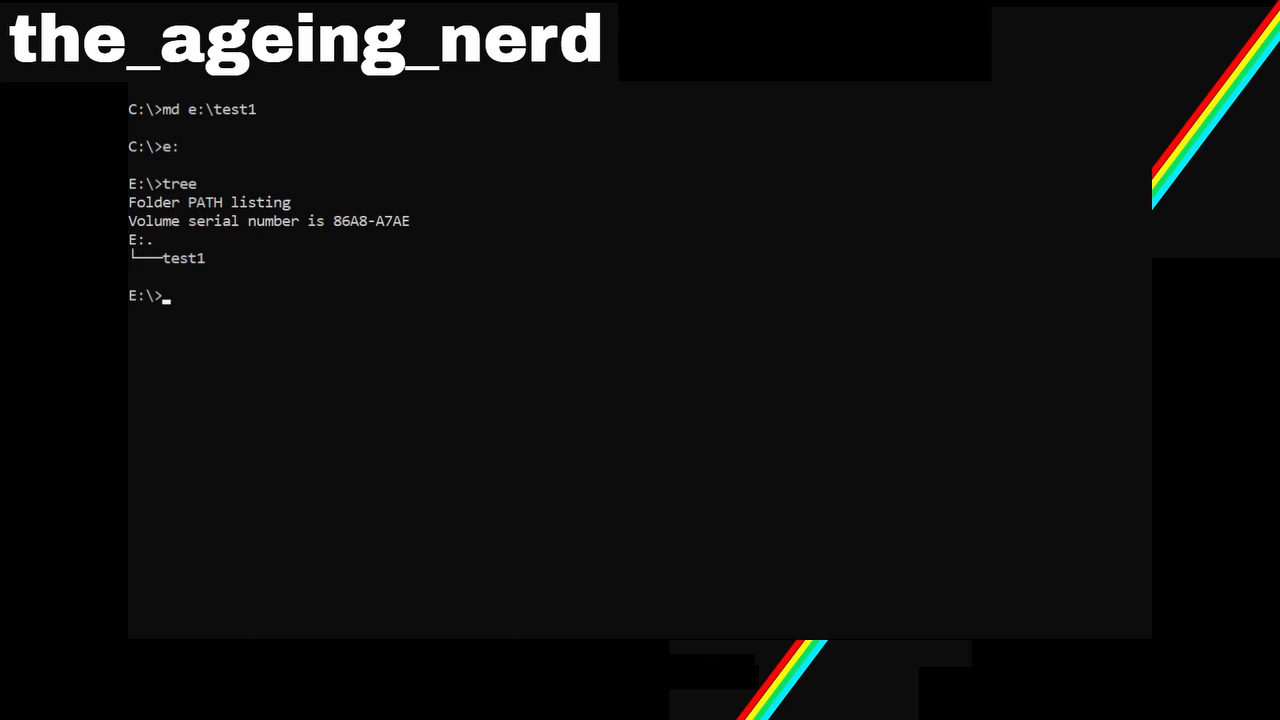 the_ageing_nerd
C:\>md e:\test1
C:\>e:
E:\>tree
Folder PATH listing
Volume serial number is 86A8-A7AE
E:.
└───test1
E:\>_